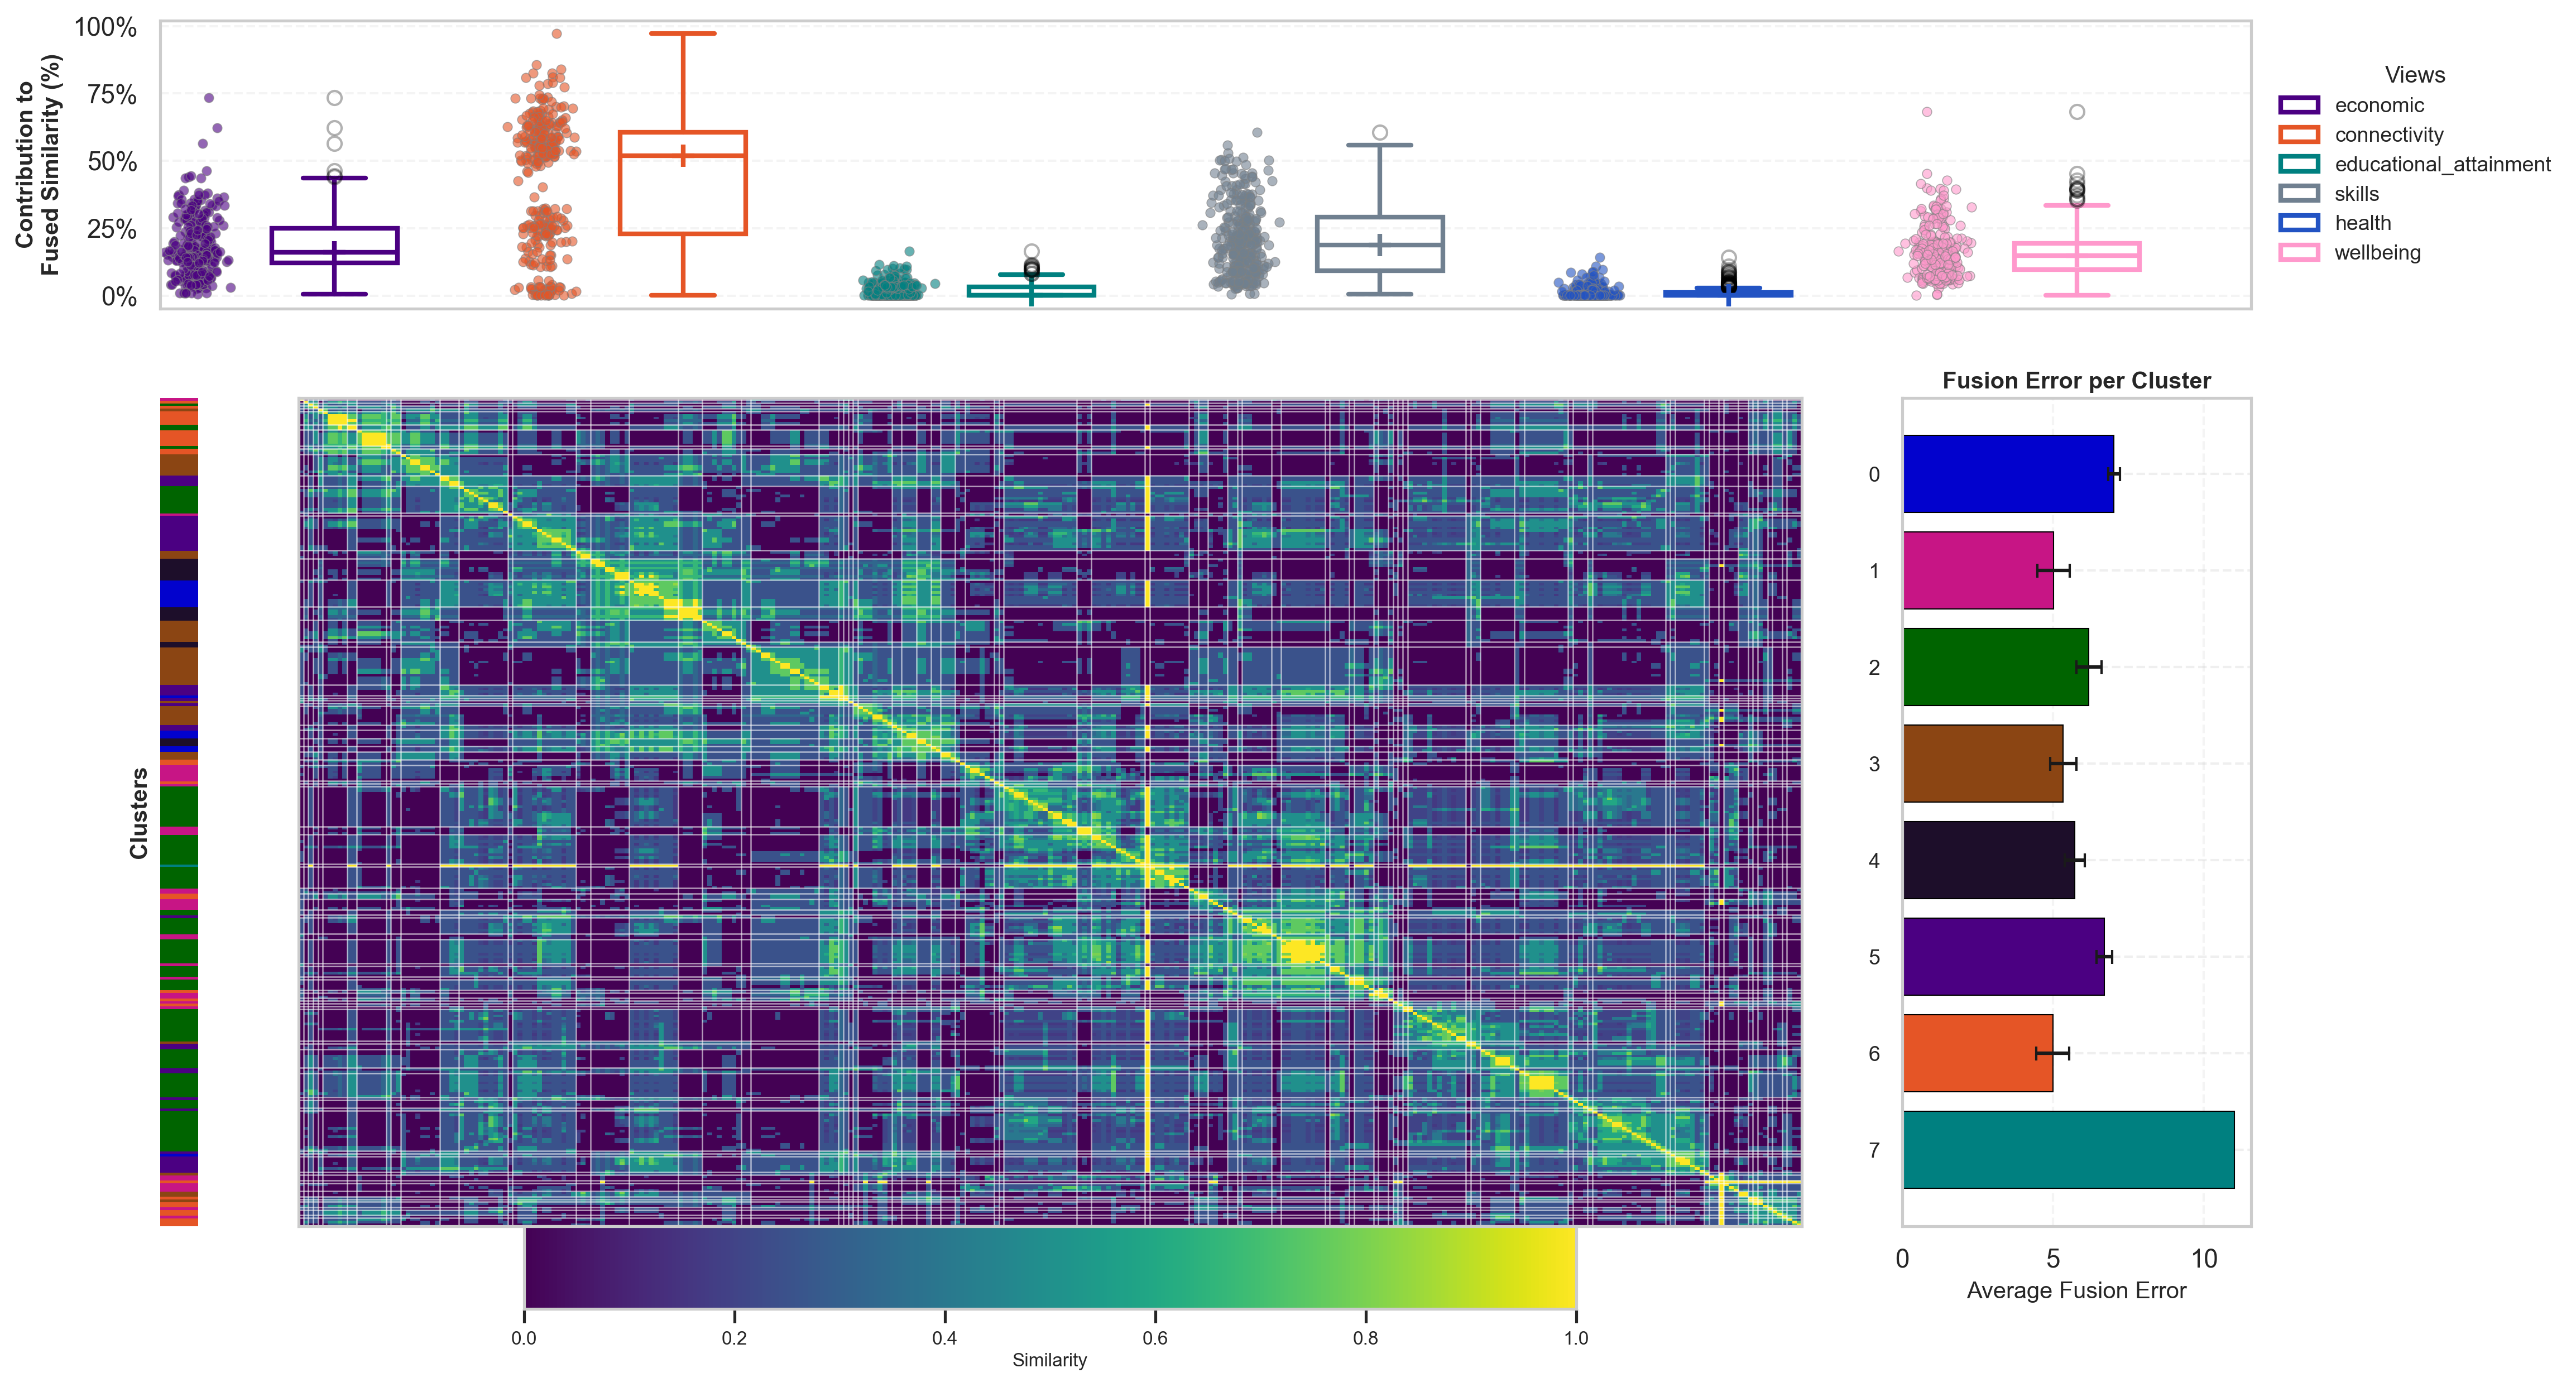 Contribution to
Fused Similarity (%)
100%
75%
50%
25%
0%
Views
economic
connectivity
educational_attainment
skills
health
wellbeing
Clusters
0.0
0.2
0.4
0.6
0.8
1.0
Similarity
Fusion Error per Cluster
0
1
2
3
4
5
6
7
0
5
10
Average Fusion Error